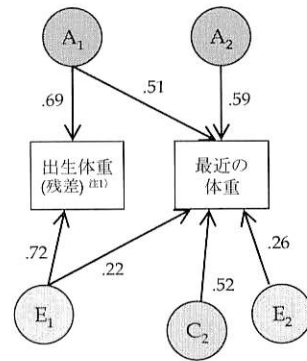 A₁ A₂
.69 .51 .59
出生体重 最近の
(残差) 注1) 体重
.72 .22 .52 .26
E₁ C₂ E₂